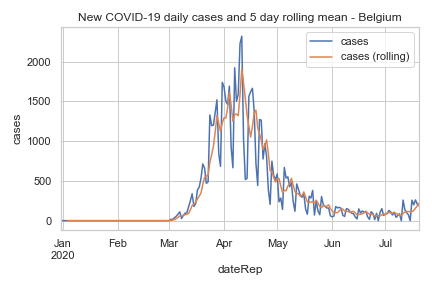 New COVID-19 daily cases and 5 day rolling mean - Belgium
cases
cases (rolling)
cases
2000
1500
1000
500
0
Jan
2020
Feb
Mar
Apr
May
Jun
Jul
dateRep